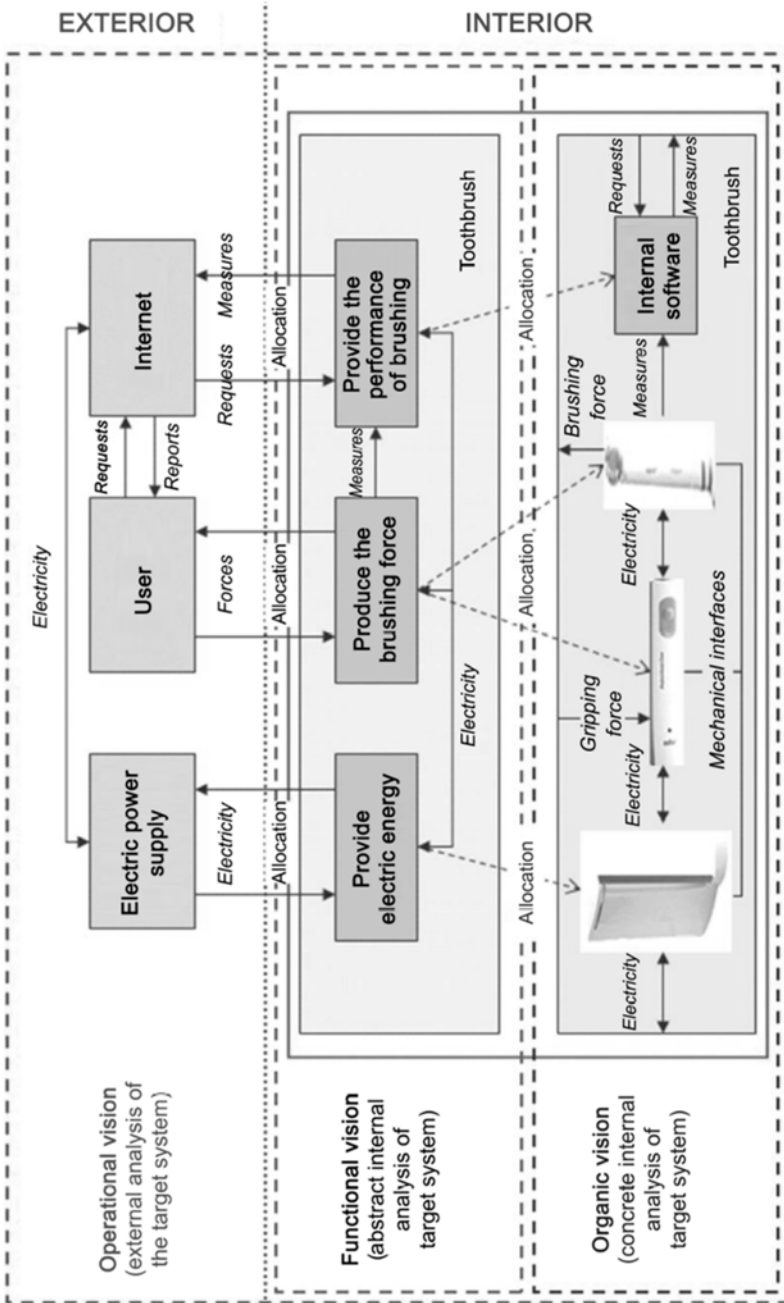 EXTERIOR
INTERIOR
Operational vision
(external analysis of
the target system)
Electricity
Electric power
supply
User
Internet
Requests
Reports
Electricity
Forces
Requests
Measures
Allocation
Allocation
Allocation
Functional vision
(abstract internal
analysis of
target system)
Provide
electric energy
Produce the
brushing force
Measures
Provide the
performance
of brushing
Electricity
Toothbrush
Allocation
Allocation
Allocation
Organic vision
(concrete internal
analysis of
target system)
Electricity
Electricity
Gripping
force
Electricity
Brushing
force
Measures
Internal
software
Requests
Measures
Mechanical interfaces
Toothbrush